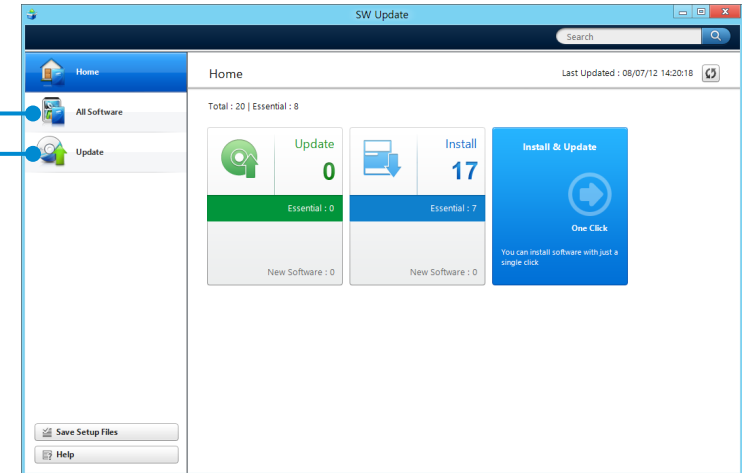 SW Update
Search
Home
All Software
Update
Save Setup Files
Help
Home
Last Updated : 08/07/12 14:20:18
Total : 20 | Essential : 8
Update
0
Essential : 0
New Software : 0
Install
17
Essential : 7
New Software : 0
Install & Update
One Click
You can install software with just a
single click